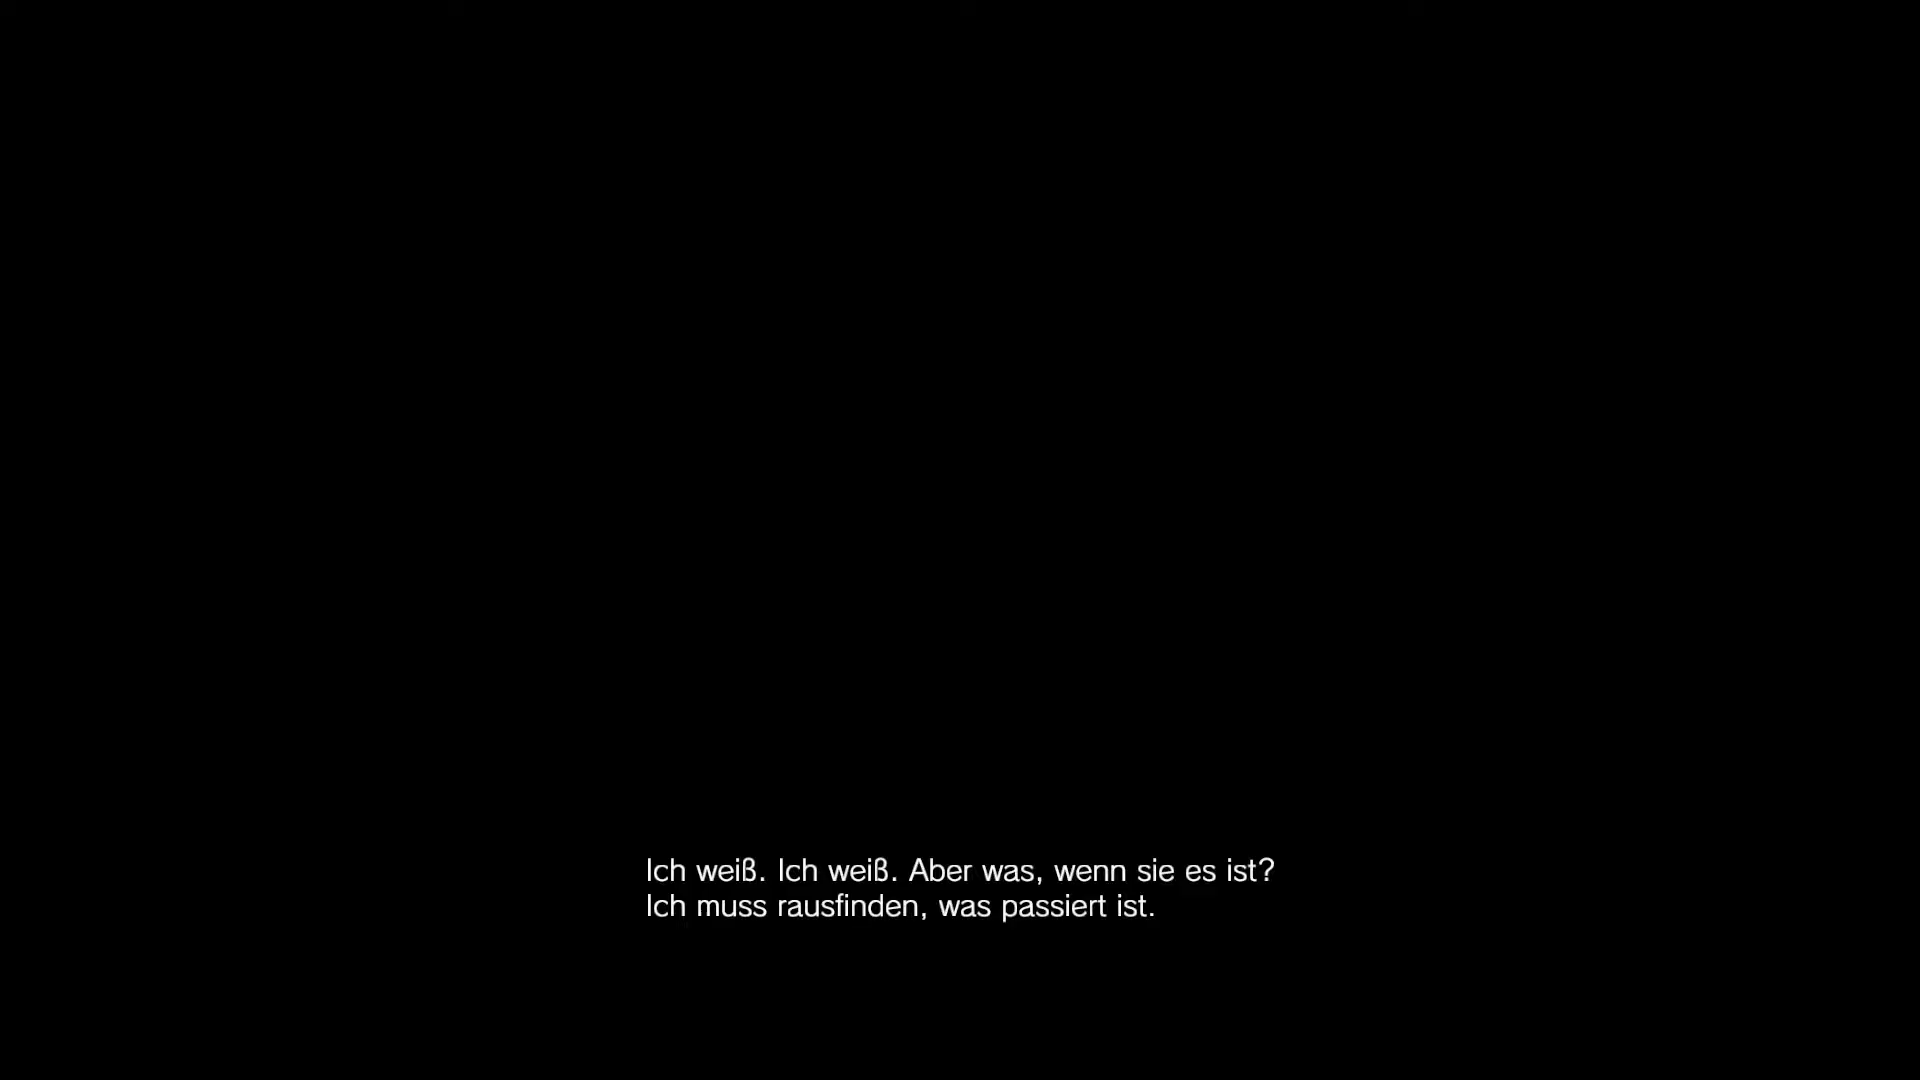 Ich weiß. Ich weiß. Aber was, wenn sie es ist?
Ich muss rausfinden, was passiert ist.